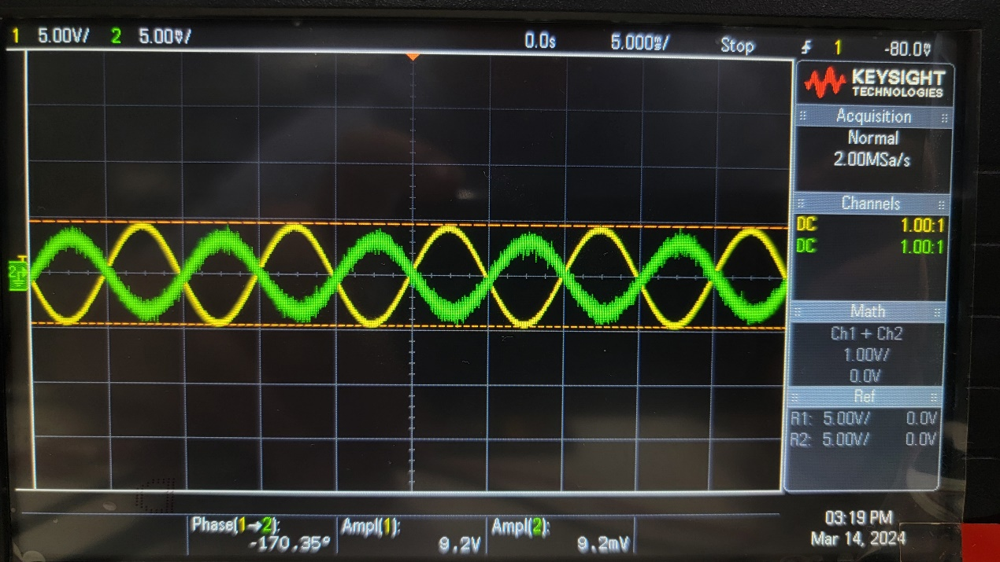 1 5.00V/ 2 5.00mV/ 0.0s 5.000ms/ Stop 1 -80.0mV
KEYSIGHT
TECHNOLOGIES
Acquisition
Normal
2.00MSa/s
Channels
DC 1.00:1
DC 1.00:1
Math
Ch1 + Ch2
1.00V/
0.0V
Ref
R1: 5.00V/ 0.0V
R2: 5.00V/ 0.0V
Phase(1→2):
-170.35°
Ampl(1):
9.2V
Ampl(2):
9.2mV
03:19 PM
Mar 14, 2024